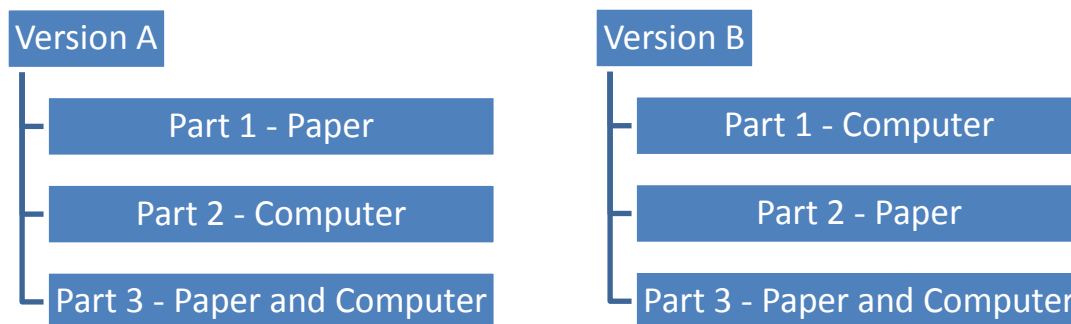 Version A
Part 1 - Paper
Part 2 - Computer
Part 3 - Paper and Computer
Version B
Part 1 - Computer
Part 2 - Paper
Part 3 - Paper and Computer